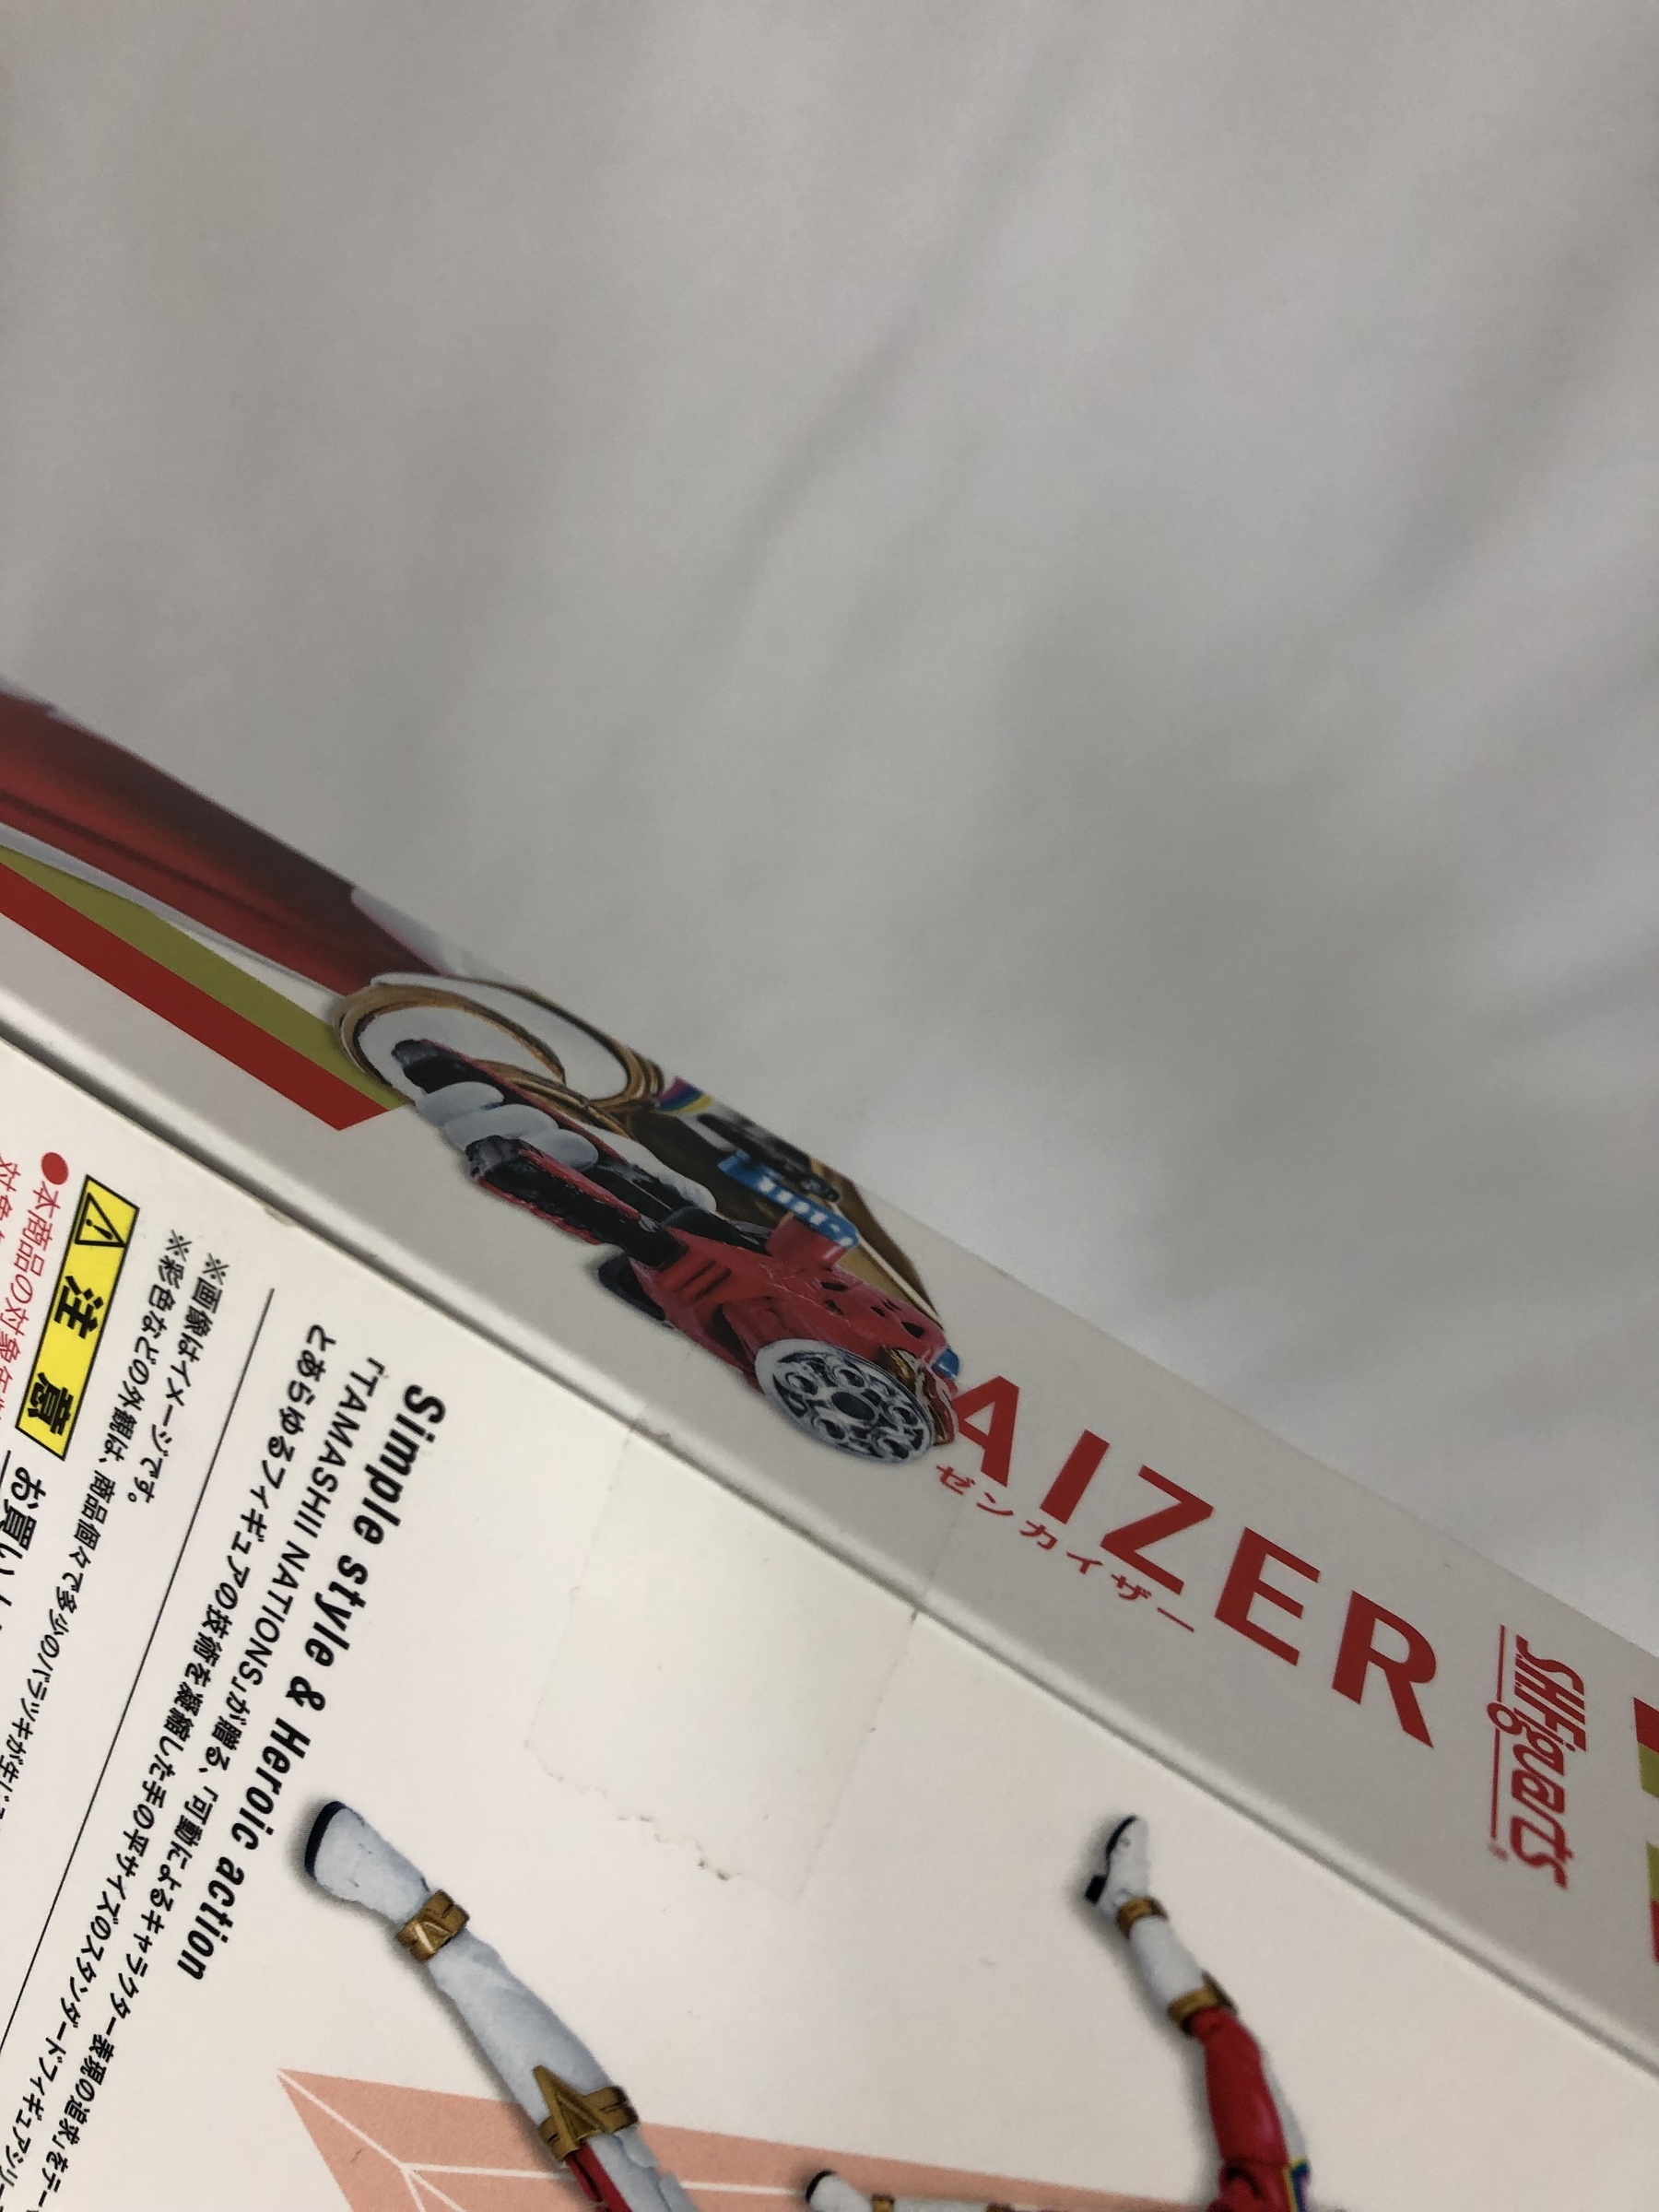 AIZER
ゼンカイザー
S.H.Figuarts
®
Simple style & Heroic action
「TAMASHII NATIONS」が贈る、「可動によるキャラクター表現の追求」をテー
とあらゆるフィギュアの技術を凝縮した手の平サイズのスタンダードフィギュアシリー
※画像はイメージです。
※彩色などの外観は、商品個々で多少のバラツキが生じ
注意
お買い
●本商品の対象年
対象